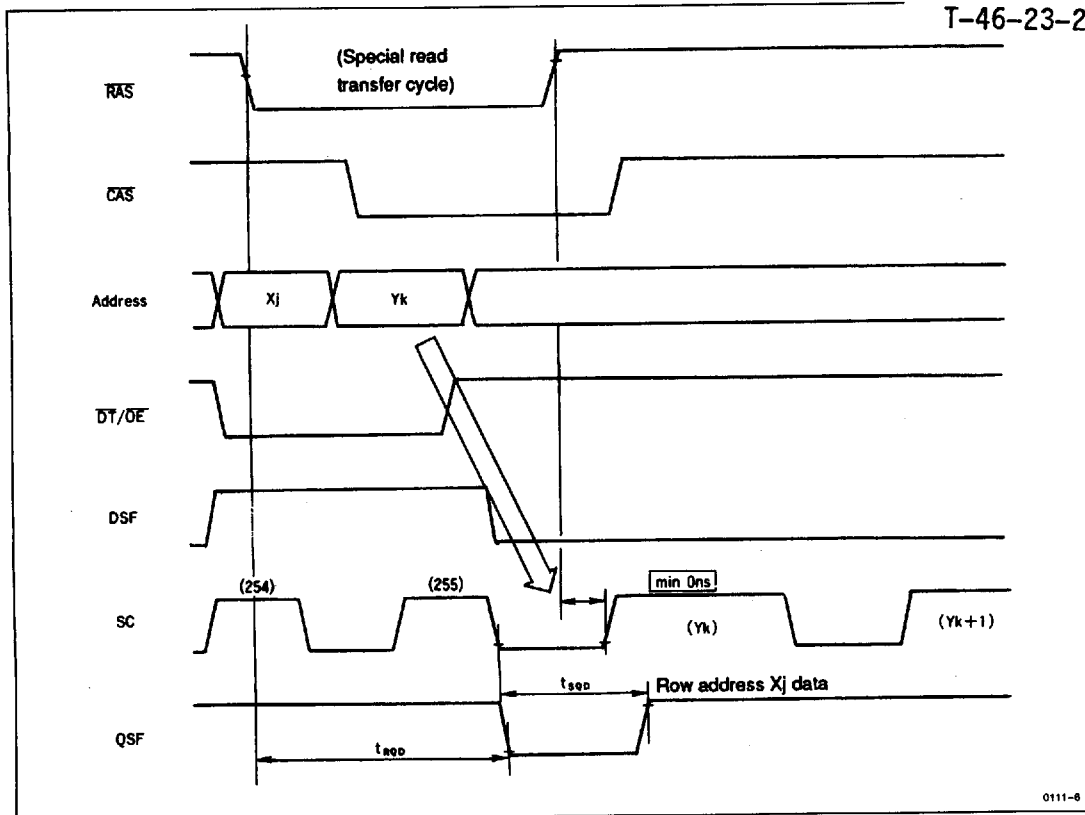 T-46-23-2
(Special read
transfer cycle)
RAS
CAS
Address
Xj
Yk
DT/OE
DSF
(254)
(255)
min 0ns
SC
(Yk)
(Yk+1)
tSQD
Row address Xj data
QSF
tRQD
0111-6